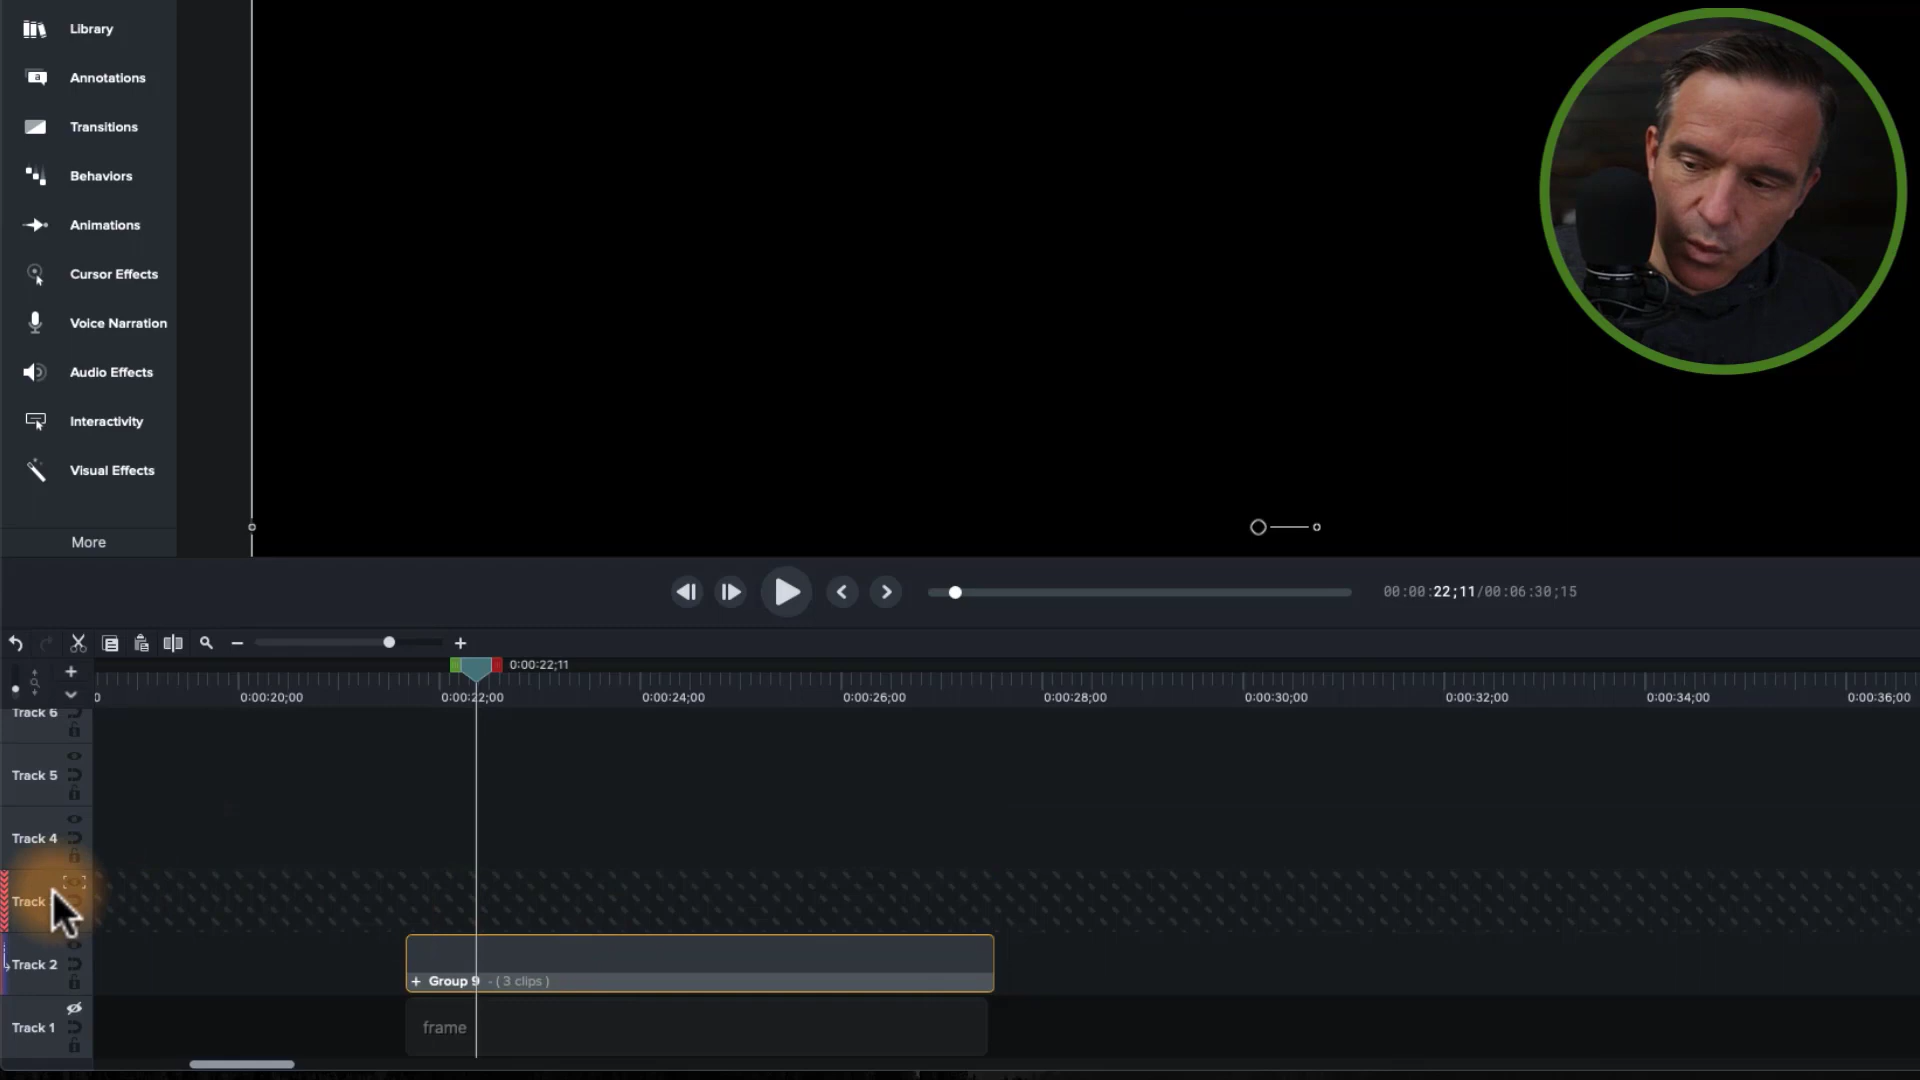 Library
Annotations
Transitions
Behaviors
Animations
Cursor Effects
Voice Narration
Audio Effects
Interactivity
Visual Effects
More
00:00:22;11/00:06:30;15
0:00:22;11
0:00:20;00
0:00:22;00
0:00:24;00
0:00:26;00
0:00:28;00
0:00:30;00
0:00:32;00
0:00:34;00
0:00:36;00
Track 6
Track 5
Track 4
Track
Track 2
+ Group 9 - ( 3 clips )
Track 1
frame